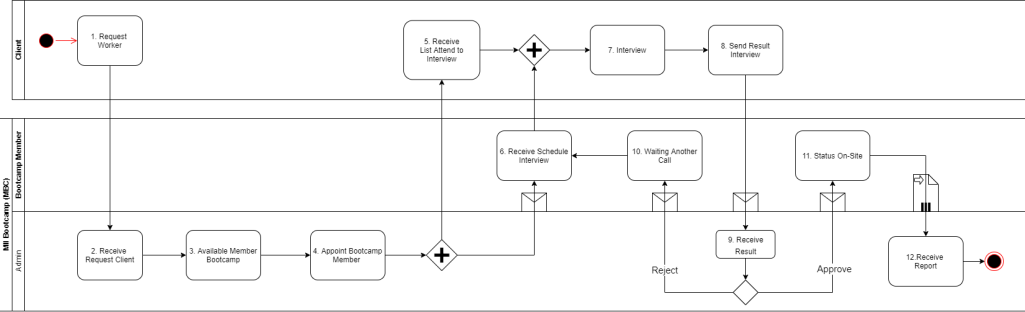 Client
1. Request
Worker
5. Receive
List Attend to
Interview
7. Interview
8. Send Result
Interview
MII Bootcamp (MBC)
Bootcamp Member
6. Receive Schedule
Interview
10. Waiting Another
Call
11. Status On-Site
Admin
2. Receive
Request Client
3. Available Member
Bootcamp
4. Appoint Bootcamp
Member
9. Receive
Result
Reject
Approve
12.Receive
Report